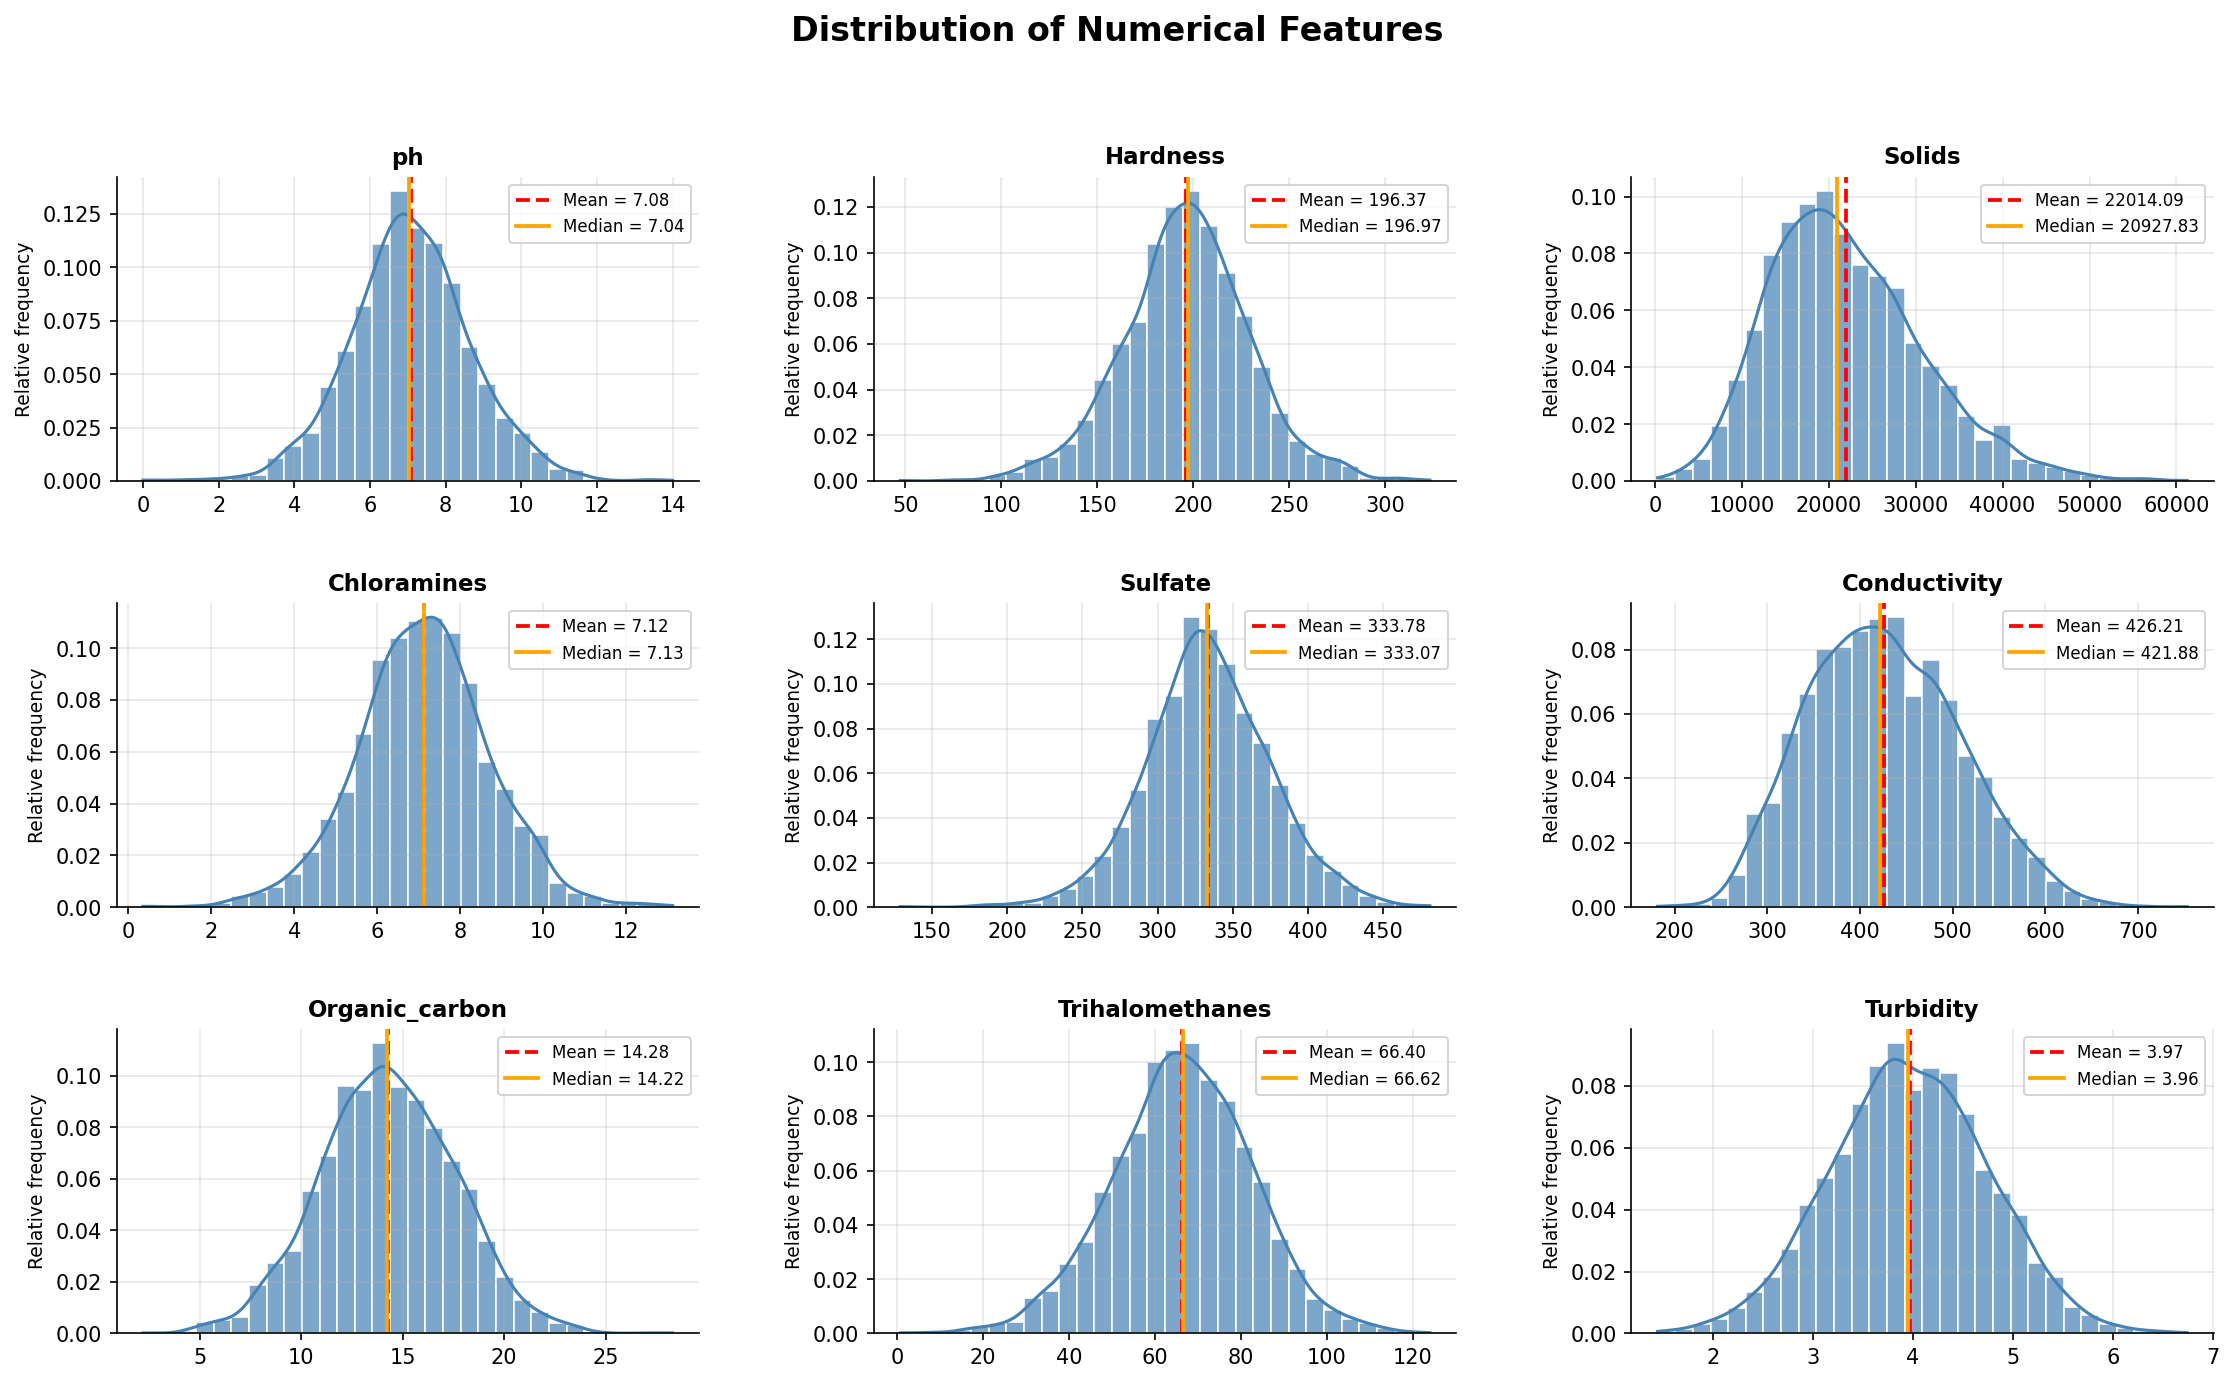 Distribution of Numerical Features
ph
Relative frequency
0.125
0.100
0.075
0.050
0.025
0.000
0 2 4 6 8 10 12 14
Mean = 7.08
Median = 7.04
Hardness
Relative frequency
0.12
0.10
0.08
0.06
0.04
0.02
0.00
50 100 150 200 250 300
Mean = 196.37
Median = 196.97
Solids
Relative frequency
0.10
0.08
0.06
0.04
0.02
0.00
0 10000 20000 30000 40000 50000 60000
Mean = 22014.09
Median = 20927.83
Chloramines
Relative frequency
0.10
0.08
0.06
0.04
0.02
0.00
0 2 4 6 8 10 12
Mean = 7.12
Median = 7.13
Sulfate
Relative frequency
0.12
0.10
0.08
0.06
0.04
0.02
0.00
150 200 250 300 350 400 450
Mean = 333.78
Median = 333.07
Conductivity
Relative frequency
0.08
0.06
0.04
0.02
0.00
200 300 400 500 600 700
Mean = 426.21
Median = 421.88
Organic_carbon
Relative frequency
0.10
0.08
0.06
0.04
0.02
0.00
5 10 15 20 25
Mean = 14.28
Median = 14.22
Trihalomethanes
Relative frequency
0.10
0.08
0.06
0.04
0.02
0.00
0 20 40 60 80 100 120
Mean = 66.40
Median = 66.62
Turbidity
Relative frequency
0.08
0.06
0.04
0.02
0.00
2 3 4 5 6 7
Mean = 3.97
Median = 3.96